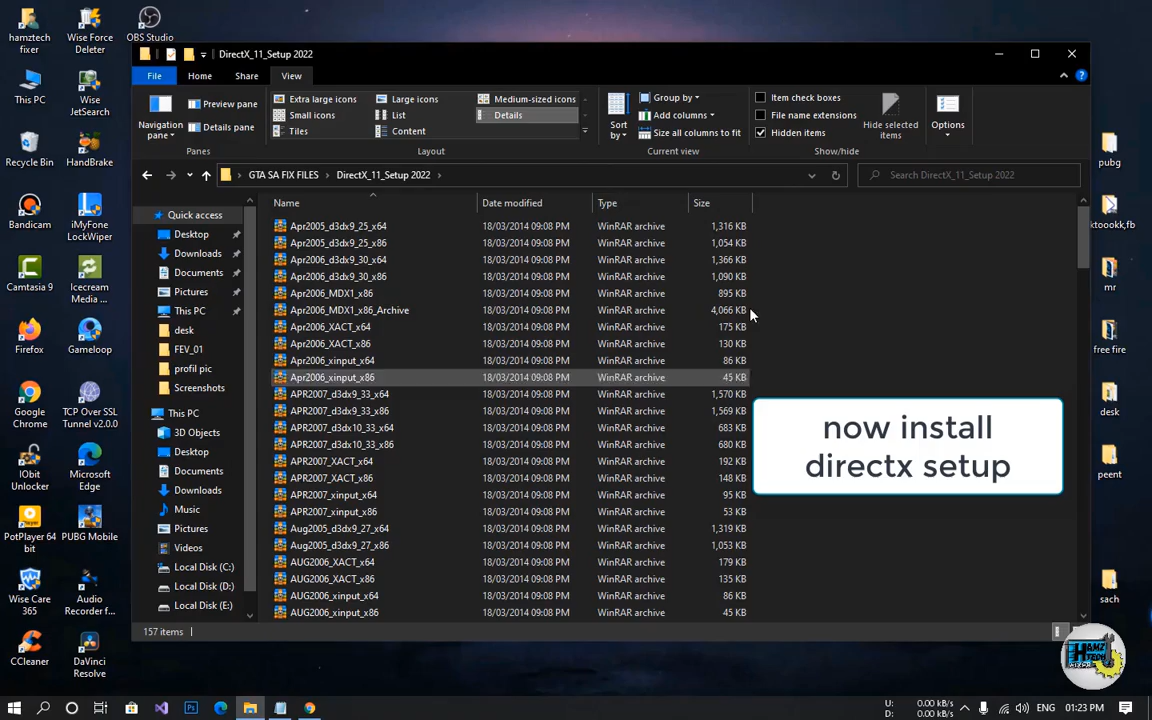 hamztech fixer
Wise Force Deleter
OBS Studio
This PC
Wise JetSearch
Recycle Bin
HandBrake
Bandicam
iMyFone LockWiper
Camtasia 9
Icecream Media ...
Firefox
Gameloop
Google Chrome
TCP Over SSL Tunnel v2.0.0
IObit Unlocker
Microsoft Edge
PotPlayer 64 bit
PUBG Mobile
Wise Care 365
Audio Recorder f...
CCleaner
DaVinci Resolve
DirectX_11_Setup 2022
File Home Share View
Navigation pane
Preview pane
Details pane
Panes
Extra large icons Large icons Medium-sized icons
Small icons List Details
Tiles Content
Layout
Sort by
Group by
Add columns
Size all columns to fit
Current view
Item check boxes
File name extensions
Hidden items
Hide selected items
Show/hide
Options
GTA SA FIX FILES > DirectX_11_Setup 2022 >
Search DirectX_11_Setup 2022
Quick access
Desktop
Downloads
Documents
Pictures
This PC
desk
FEV_01
profil pic
Screenshots
This PC
3D Objects
Desktop
Documents
Downloads
Music
Pictures
Videos
Local Disk (C:)
Local Disk (D:)
Local Disk (E:)
Name Date modified Type Size
Apr2005_d3dx9_25_x64 18/03/2014 09:08 PM WinRAR archive 1,316 KB
Apr2005_d3dx9_25_x86 18/03/2014 09:08 PM WinRAR archive 1,054 KB
Apr2006_d3dx9_30_x64 18/03/2014 09:08 PM WinRAR archive 1,366 KB
Apr2006_d3dx9_30_x86 18/03/2014 09:08 PM WinRAR archive 1,090 KB
Apr2006_MDX1_x86 18/03/2014 09:08 PM WinRAR archive 895 KB
Apr2006_MDX1_x86_Archive 18/03/2014 09:08 PM WinRAR archive 4,066 KB
Apr2006_XACT_x64 18/03/2014 09:08 PM WinRAR archive 175 KB
Apr2006_XACT_x86 18/03/2014 09:08 PM WinRAR archive 130 KB
Apr2006_xinput_x64 18/03/2014 09:08 PM WinRAR archive 86 KB
Apr2006_xinput_x86 18/03/2014 09:08 PM WinRAR archive 45 KB
APR2007_d3dx9_33_x64 18/03/2014 09:08 PM WinRAR archive 1,570 KB
APR2007_d3dx9_33_x86 18/03/2014 09:08 PM WinRAR archive 1,569 KB
APR2007_d3dx10_33_x64 18/03/2014 09:08 PM WinRAR archive 683 KB
APR2007_d3dx10_33_x86 18/03/2014 09:08 PM WinRAR archive 680 KB
APR2007_XACT_x64 18/03/2014 09:08 PM WinRAR archive 192 KB
APR2007_XACT_x86 18/03/2014 09:08 PM WinRAR archive 148 KB
APR2007_xinput_x64 18/03/2014 09:08 PM WinRAR archive 95 KB
APR2007_xinput_x86 18/03/2014 09:08 PM WinRAR archive 53 KB
Aug2005_d3dx9_27_x64 18/03/2014 09:08 PM WinRAR archive 1,319 KB
Aug2005_d3dx9_27_x86 18/03/2014 09:08 PM WinRAR archive 1,053 KB
AUG2006_XACT_x64 18/03/2014 09:08 PM WinRAR archive 179 KB
AUG2006_XACT_x86 18/03/2014 09:08 PM WinRAR archive 135 KB
AUG2006_xinput_x64 18/03/2014 09:08 PM WinRAR archive 86 KB
AUG2006_xinput_x86 18/03/2014 09:08 PM WinRAR archive 45 KB
157 items
now install
directx setup
pubg
ktoookk,fb
mr
free fire
desk
peent
sach
HAMZ
TECH
FIXER
U: 0.00 kB/s
D: 0.00 kB/s
ENG
01:23 PM